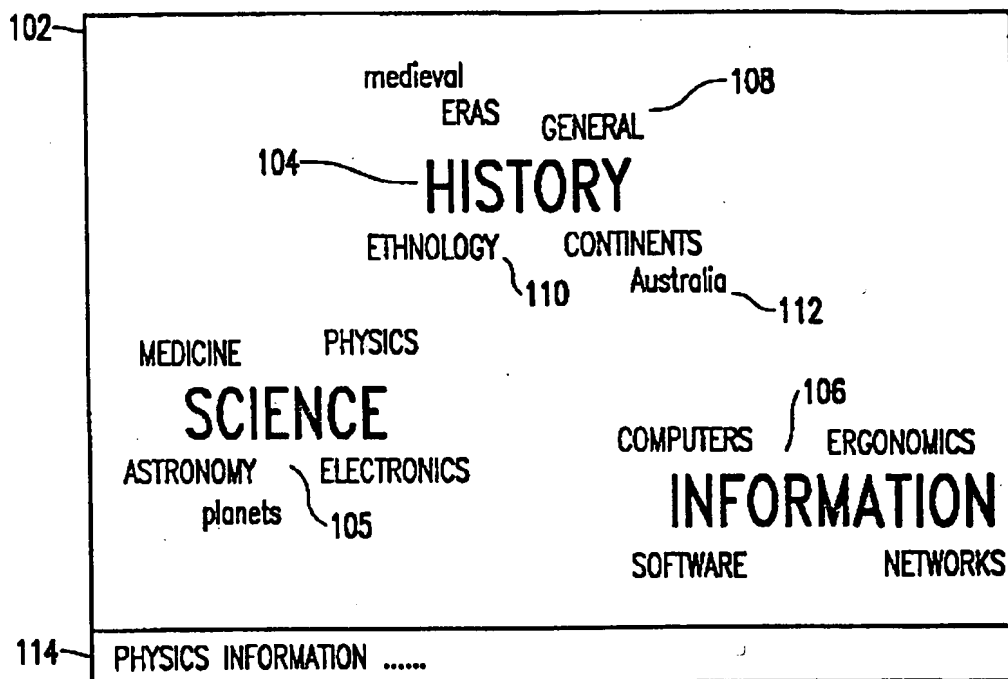 102
medieval
ERAS GENERAL 108
104 HISTORY
ETHNOLOGY CONTINENTS
110 Australia 112
MEDICINE PHYSICS
SCIENCE
106
COMPUTERS ERGONOMICS
ASTRONOMY ELECTRONICS
planets 105
INFORMATION
SOFTWARE NETWORKS
114 PHYSICS INFORMATION ......